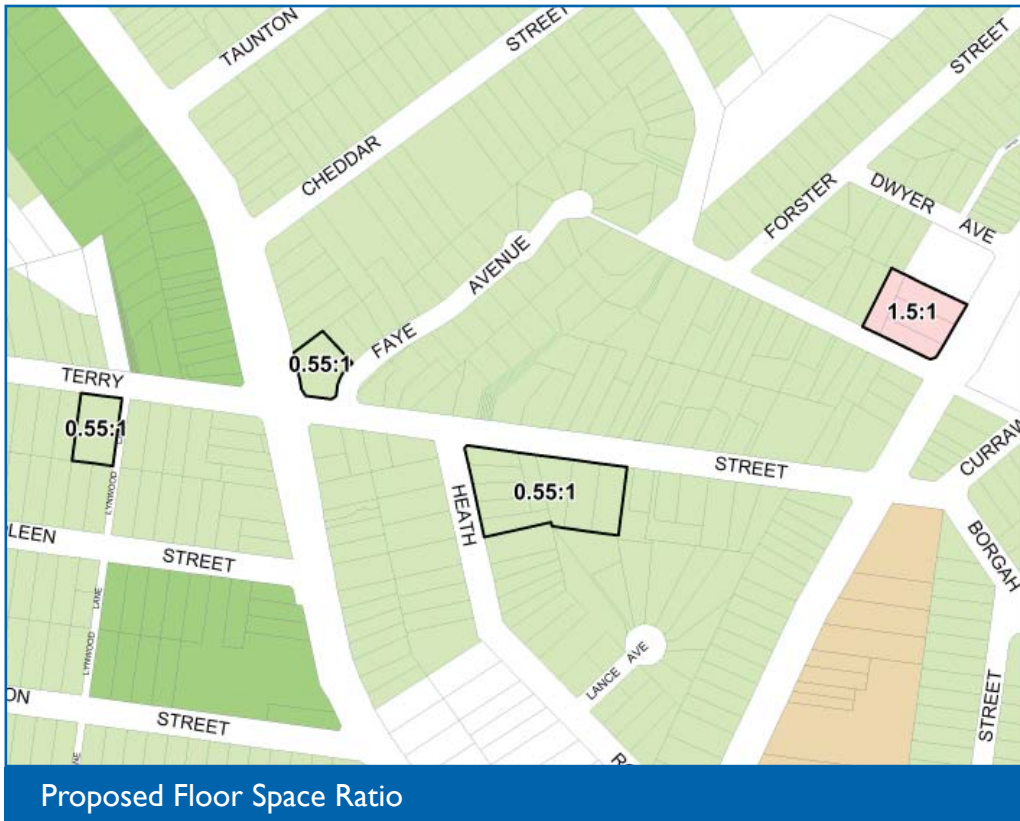 TAUNTON
STREET
STREET
CHEDDAR
FORSTER
DWYER
AVE
AVENUE
1.5:1
FAYE
0.55:1
TERRY
0.55:1
STREET
CURRAW
LYNWOOD
HEATH
0.55:1
BORGAH
LEEN
STREET
LANE
LYNWOOD
LANCE AVE
STREET
ON
STREET
Proposed Floor Space Ratio